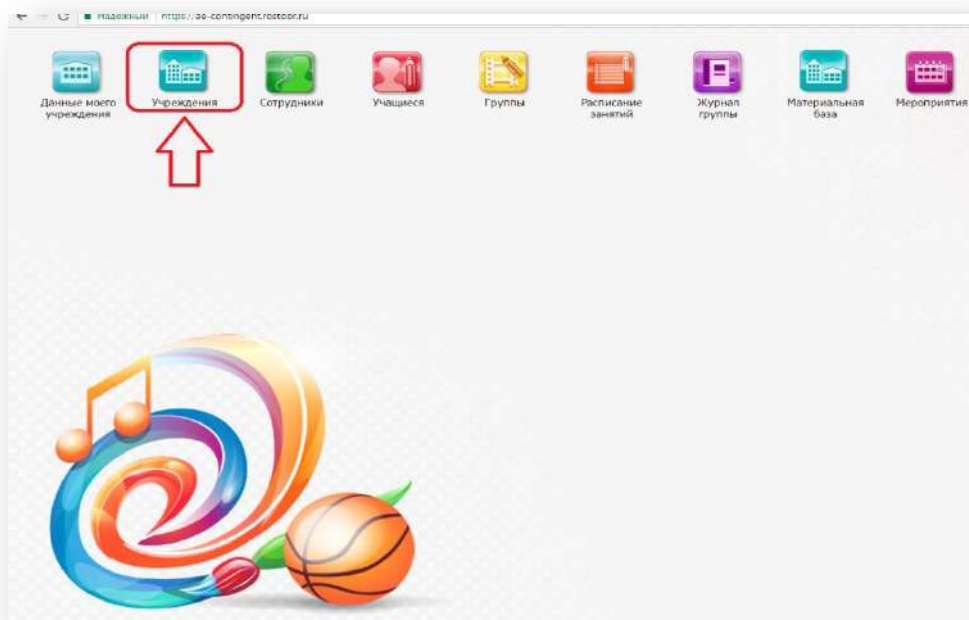 Надежный https://ae-contingent.rostobr.ru
Данные моего учреждения
Учреждения
Сотрудники
Учащиеся
Группы
Расписание занятий
Журнал группы
Материальная база
Мероприятия